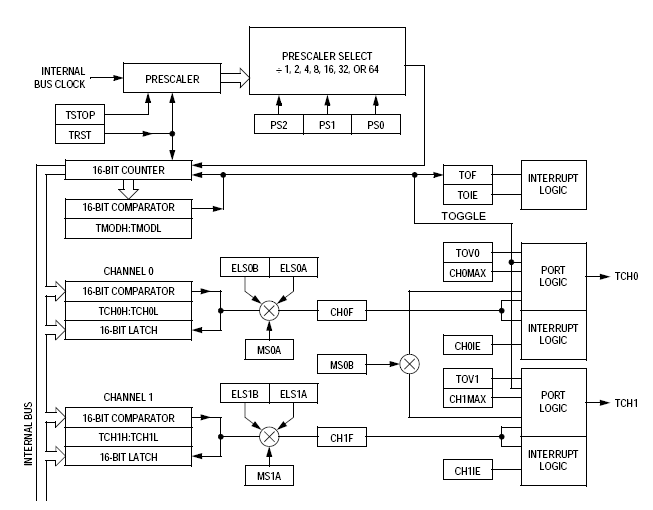 PRESCALER SELECT
÷ 1, 2, 4, 8, 16, 32, OR 64
INTERNAL
BUS CLOCK
PRESCALER
TSTOP
TRST
PS2
PS1
PS0
16-BIT COUNTER
16-BIT COMPARATOR
TMODH:TMODL
TOF
TOIE
INTERRUPT
LOGIC
TOGGLE
CHANNEL 0
16-BIT COMPARATOR
TCH0H:TCH0L
16-BIT LATCH
ELS0B
ELS0A
MS0A
CH0F
MS0B
TOV0
CH0MAX
PORT
LOGIC
TCH0
CH0IE
INTERRUPT
LOGIC
CHANNEL 1
16-BIT COMPARATOR
TCH1H:TCH1L
16-BIT LATCH
ELS1B
ELS1A
MS1A
CH1F
TOV1
CH1MAX
PORT
LOGIC
TCH1
CH1IE
INTERRUPT
LOGIC
INTERNAL BUS